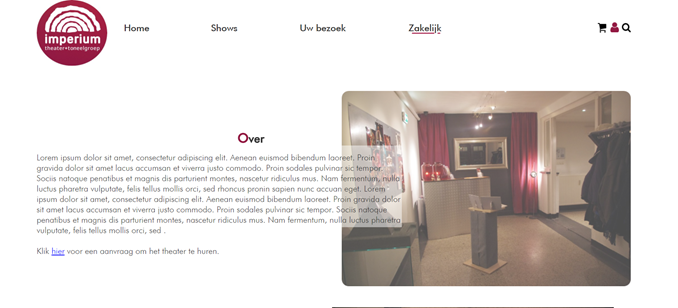 imperium
theater•toneelgroep
Home Shows Uw bezoek Zakelijk
Over
Lorem ipsum dolor sit amet, consectetur adipiscing elit. Aenean euismod bibendum laoreet. Proin
gravida dolor sit amet lacus accumsan et viverra justo commodo. Proin sodales pulvinar sic tempor.
Sociis natoque penatibus et magnis dis parturient montes, nascetur ridiculus mus. Nam fermentum, nulla
luctus pharetra vulputate, felis tellus mollis orci, sed rhoncus pronin sapien nunc accuan eget. Lorem
ipsum dolor sit amet, consectetur adipiscing elit. Aenean euismod bibendum laoreet. Proin gravida dolor
sit amet lacus accumsan et viverra justo commodo. Proin sodales pulvinar sic tempor. Sociis natoque
penatibus et magnis dis parturient montes, nascetur ridiculus mus. Nam fermentum, nulla luctus pharetra
vulputate, felis tellus mollis orci, sed .
Klik hier voor een aanvraag om het theater te huren.